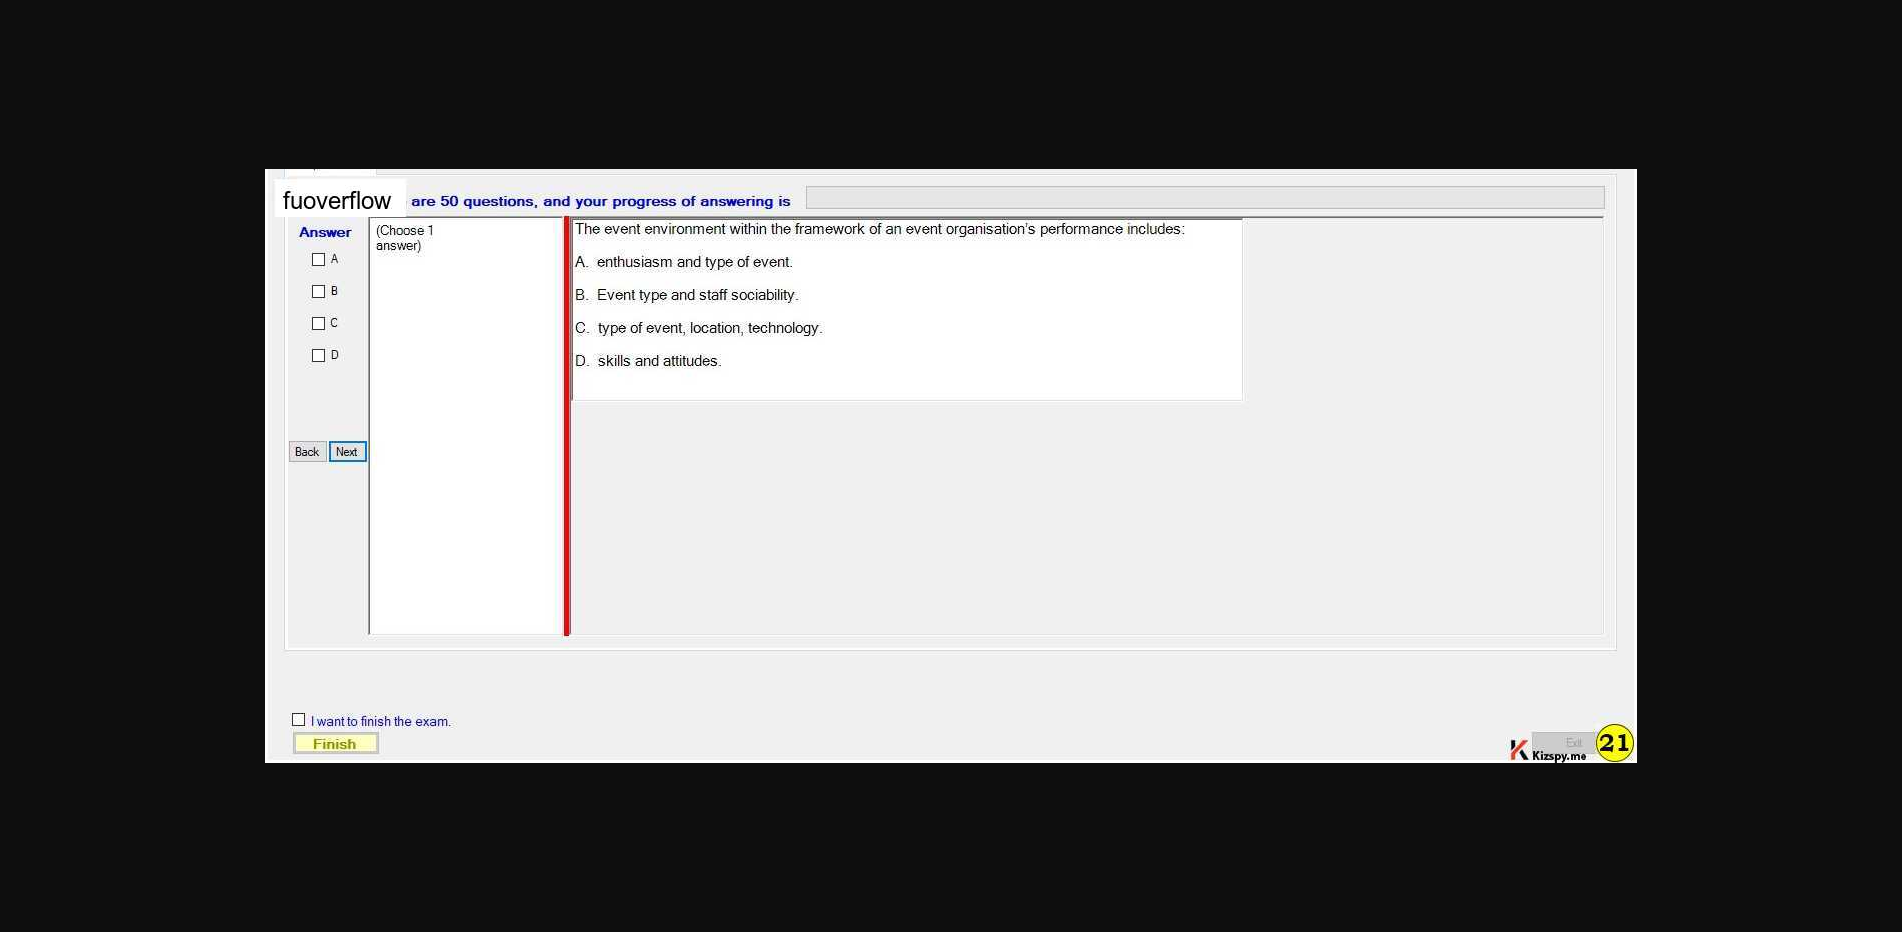 fuoverflow are 50 questions, and your progress of answering is
Answer
A
B
C
D
Back Next
(Choose 1
answer)
The event environment within the framework of an event organisation's performance includes:
A. enthusiasm and type of event.
B. Event type and staff sociability.
C. type of event, location, technology.
D. skills and attitudes.
I want to finish the exam.
Finish
Exit
Kizspy.me
21